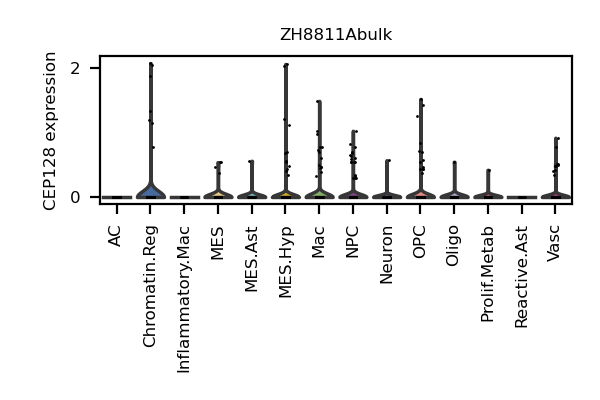 ZH8811Abulk
CEP128 expression
2
0
AC
Chromatin.Reg
Inflammatory.Mac
MES
MES.Ast
MES.Hyp
Mac
NPC
Neuron
OPC
Oligo
Prolif.Metab
Reactive.Ast
Vasc